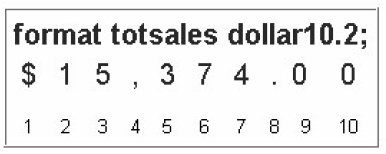 format totsales dollar10.2;
$ 1 5 , 3 7 4 . 0 0
1 2 3 4 5 6 7 8 9 10